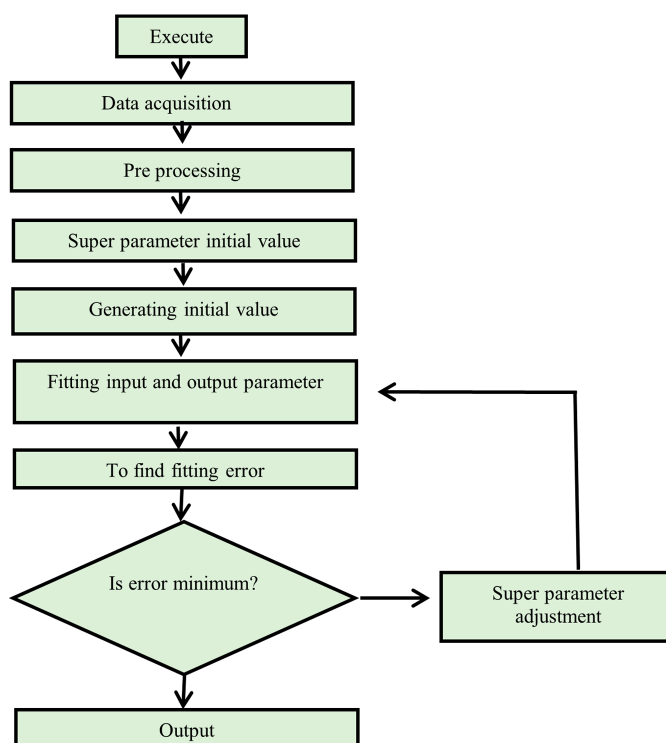 Execute
Data acquisition
Pre processing
Super parameter initial value
Generating initial value
Fitting input and output parameter
To find fitting error
Is error minimum?
Super parameter
adjustment
Output